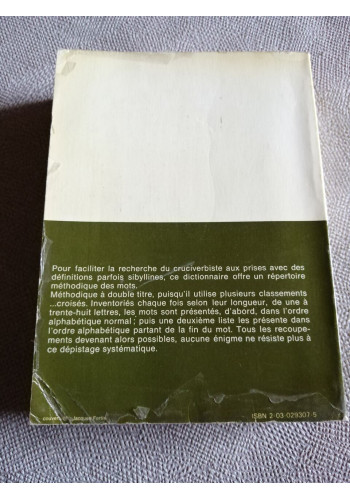 Pour faciliter la recherche du cruciverbiste aux prises avec des
définitions parfois sibyllines, ce dictionnaire offre un répertoire
méthodique des mots.
Méthodique à double titre, puisqu'il utilise plusieurs classements
...croisés. Inventoriés chaque fois selon leur longueur, de une à
trente-huit lettres, les mots sont présentés, d'abord, dans l'ordre
alphabétique normal; puis une deuxième liste les présente dans
l'ordre alphabétique partant de la fin du mot. Tous les recoupe-
ments devenant alors possibles, aucune énigme ne résiste plus à
ce dépistage systématique.
Jacques
ISBN 2-03-029307-5